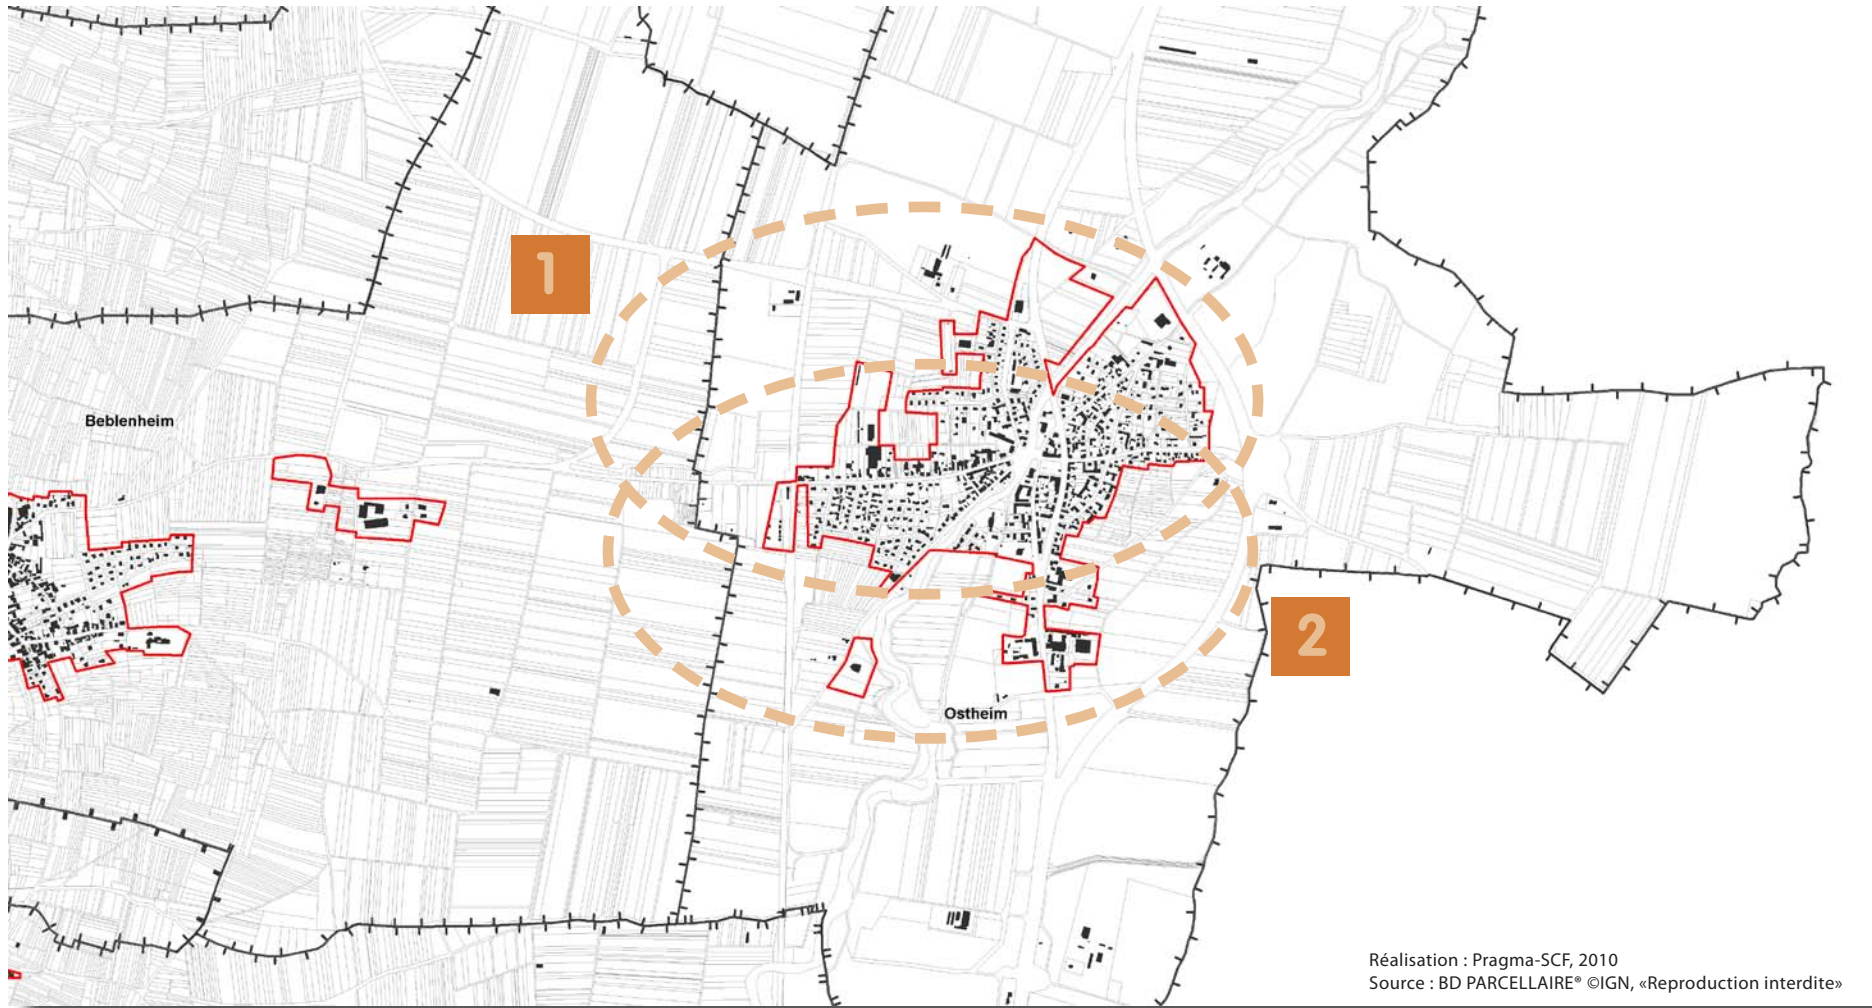 1
Beblenheim
2
Ostheim
Réalisation : Pragma-SCF, 2010
Source : BD PARCELLAIRE® ©IGN, «Reproduction interdite»